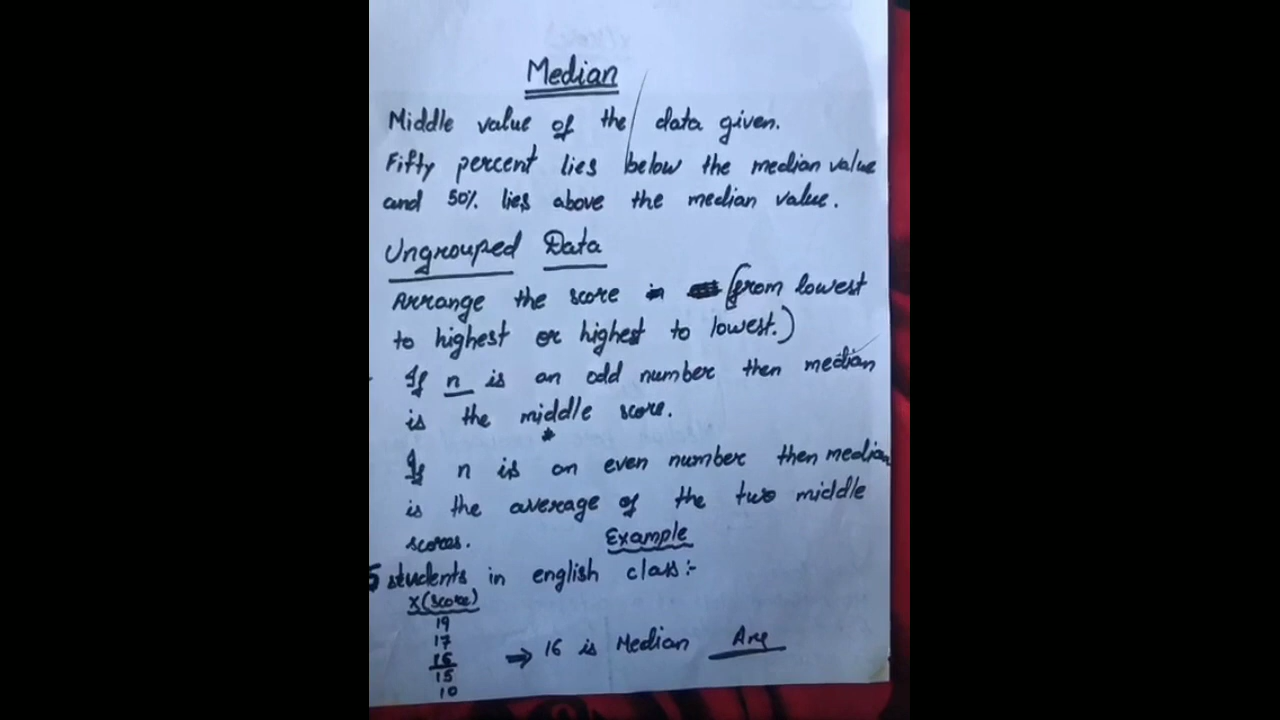 Median
Middle value of the data given.
Fifty percent lies below the median value
and 50% lies above the median value.
Ungrouped Data
Arrange the score (from lowest
to highest or highest to lowest.)
If n is an odd number then median
is the middle score.
If n is an even number then median
is the average of the two middle
scores.
Example
5 students in english class:-
X(score)
19
17
16
15
10
→ 16 is Median Ans